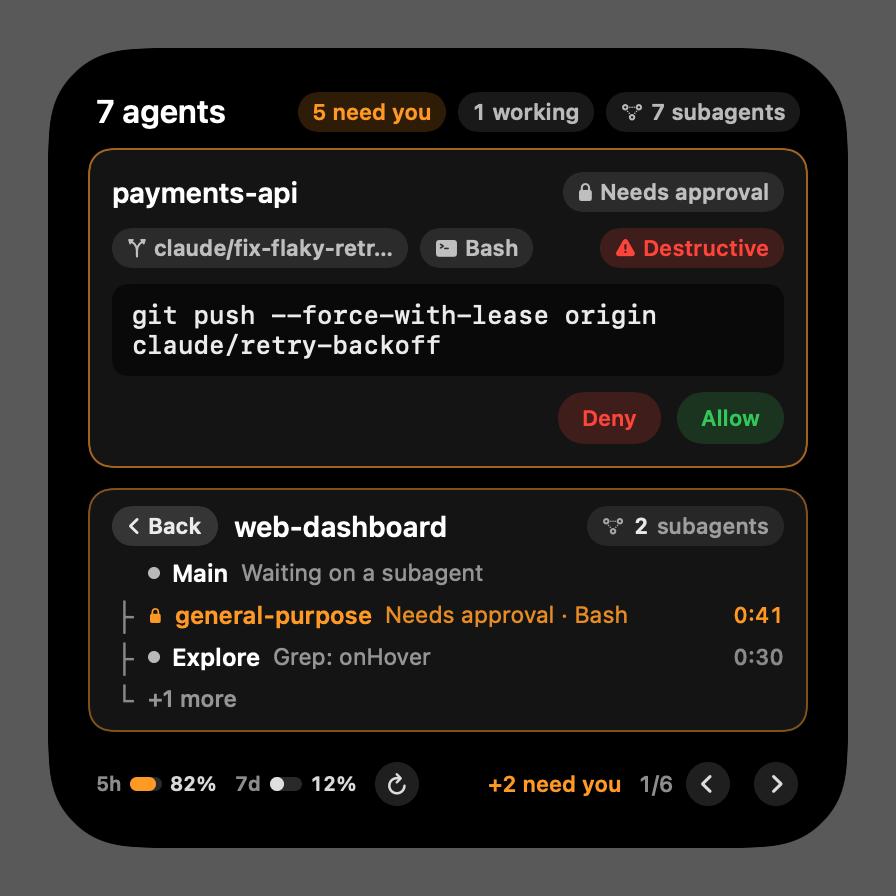 7 agents 5 need you 1 working 7 subagents
payments-api Needs approval
claude/fix-flaky-retr... Bash Destructive
git push --force-with-lease origin
claude/retry-backoff
Deny Allow
Back web-dashboard 2 subagents
Main Waiting on a subagent
general-purpose Needs approval · Bash 0:41
Explore Grep: onHover 0:30
+1 more
5h 82% 7d 12% +2 need you 1/6